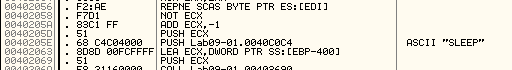 00402056 . F2:AE REPNE SCAS BYTE PTR ES:[EDI]
00402058 . F7D1 NOT ECX
0040205A . 83C1 FF ADD ECX,-1
0040205D . 51 PUSH ECX
0040205E . 68 C4C04000 PUSH Lab09-01.0040C0C4 ASCII "SLEEP"
00402063 . 8D8D 00FCFFFF LEA ECX,DWORD PTR SS:[EBP-400]
00402069 . 51 PUSH ECX